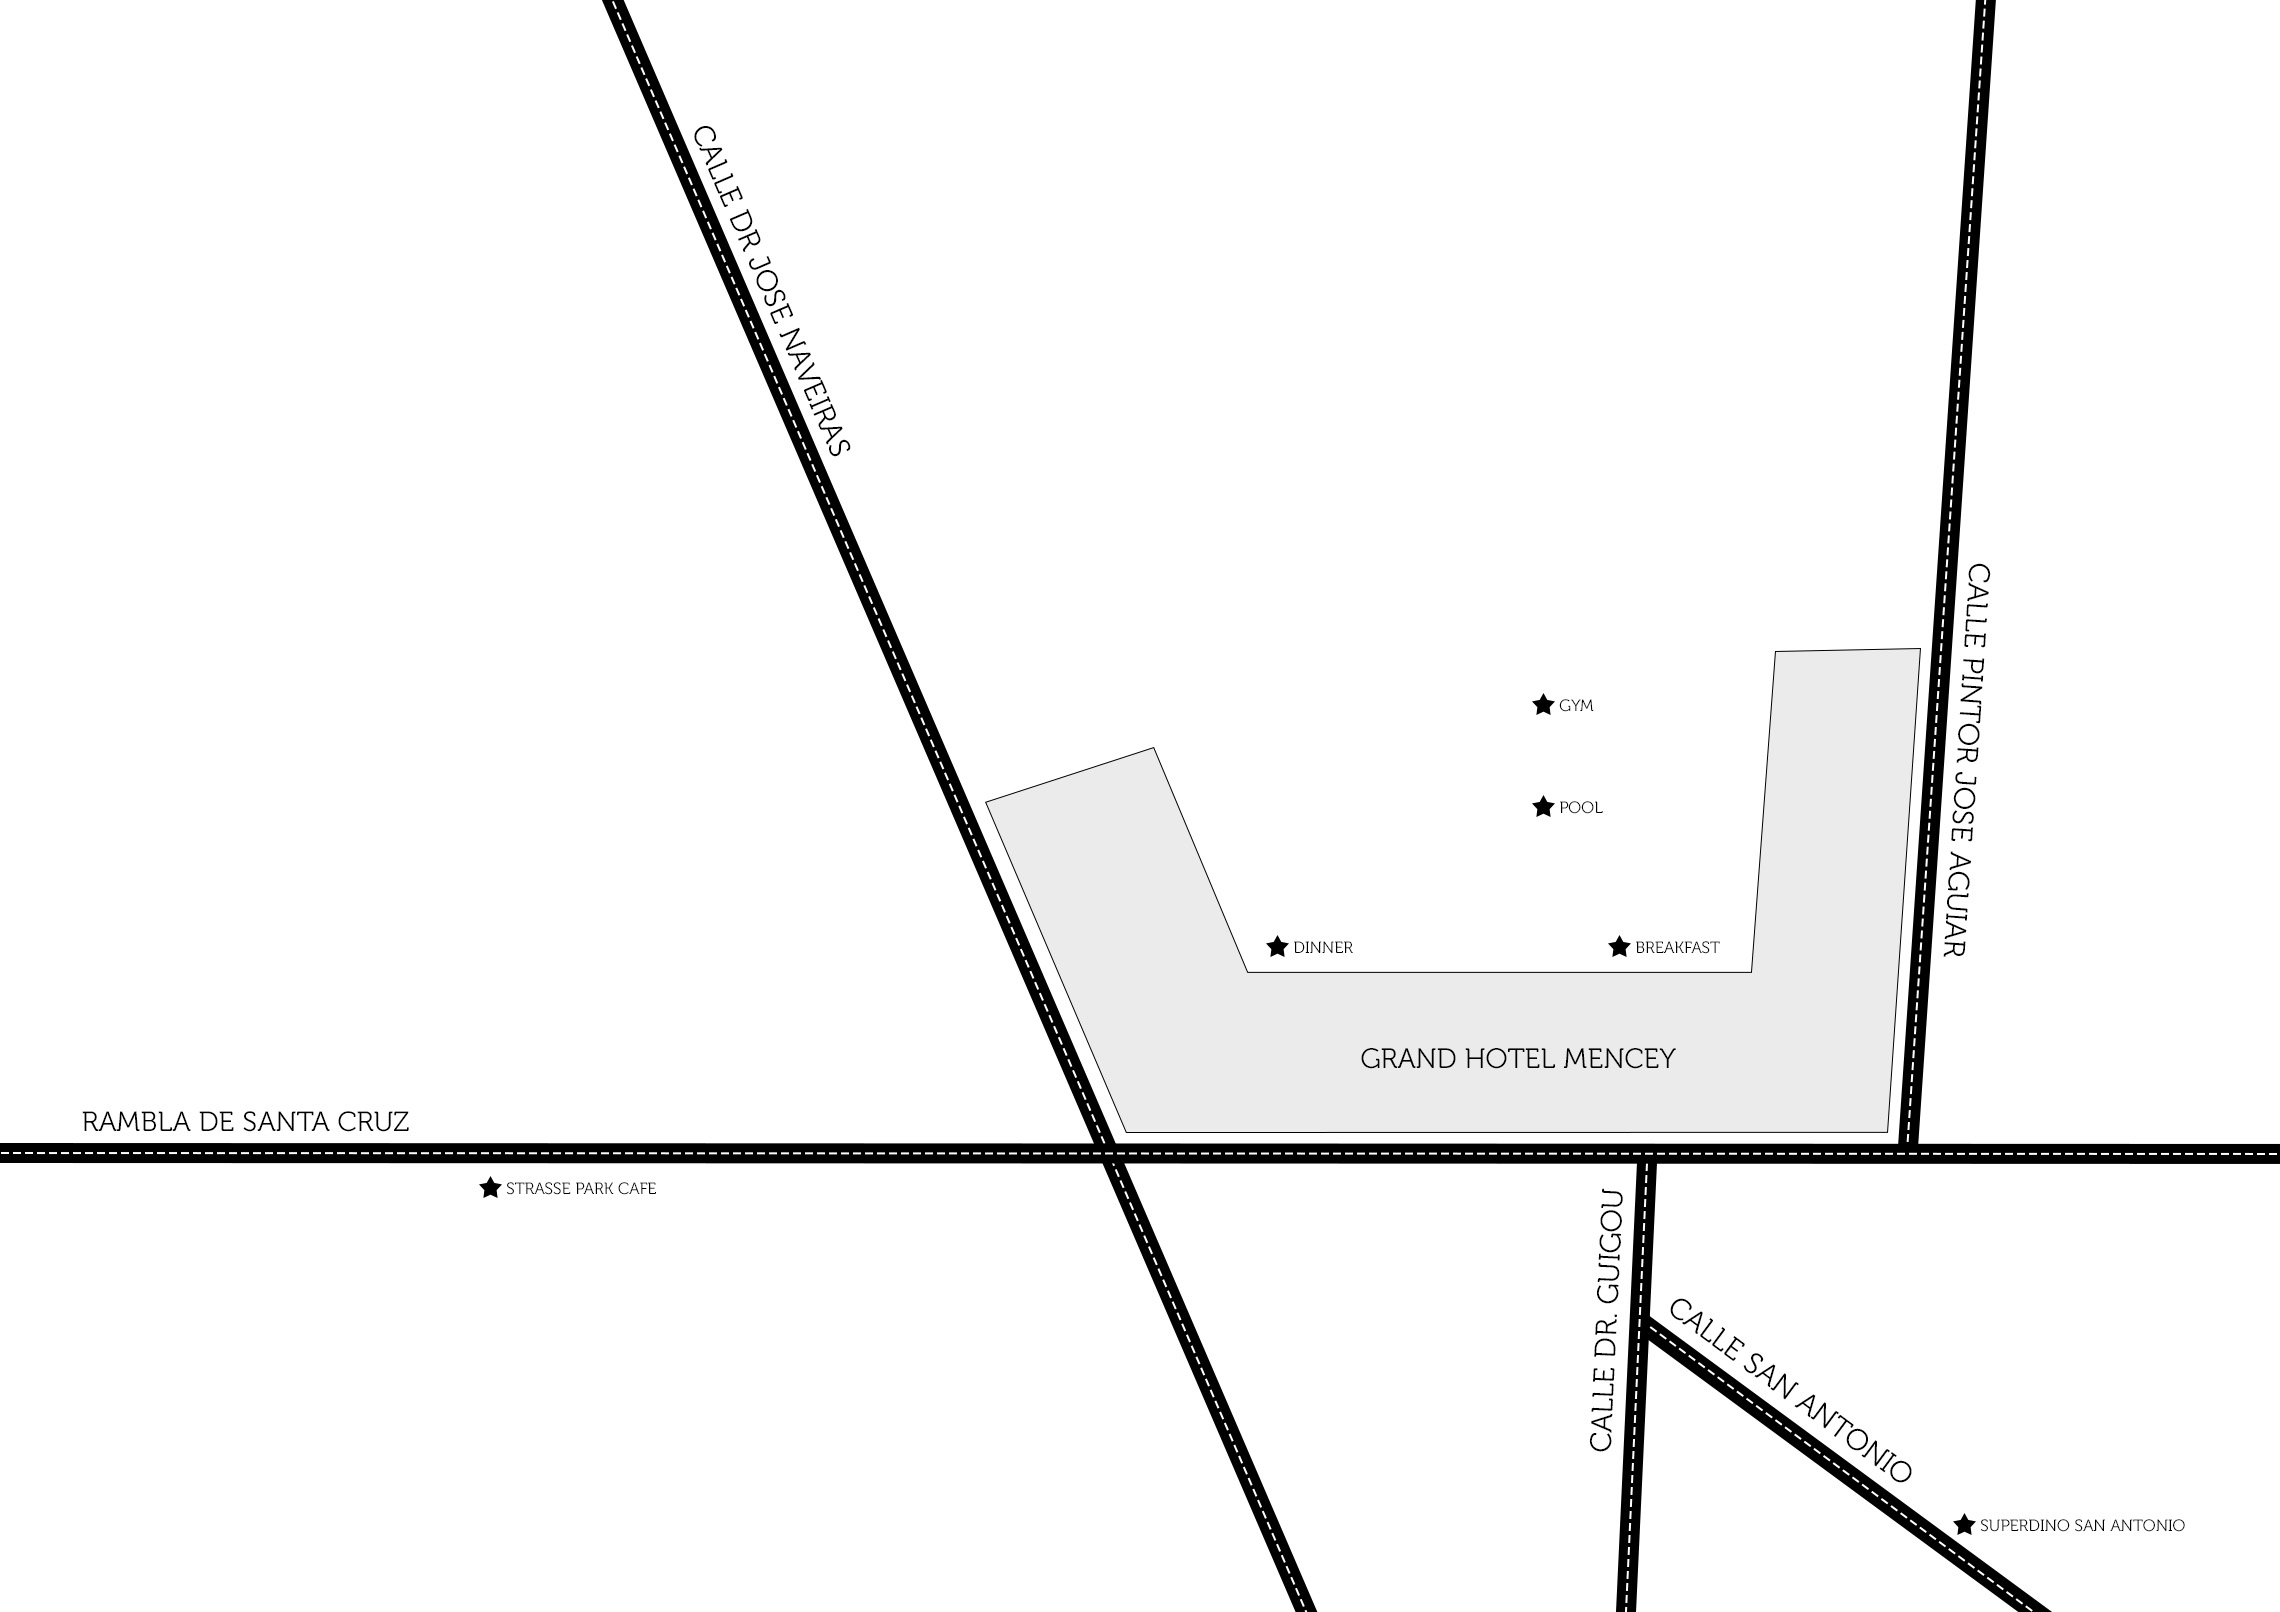 CALLE DR JOSE NAVEIRAS
CALLE PINTOR JOSE AGUIAR
GYM
POOL
DINNER
BREAKFAST
GRAND HOTEL MENCEY
RAMBLA DE SANTA CRUZ
STRASSE PARK CAFE
CALLE DR. GUIGOU
CALLE SAN ANTONIO
SUPERDINO SAN ANTONIO